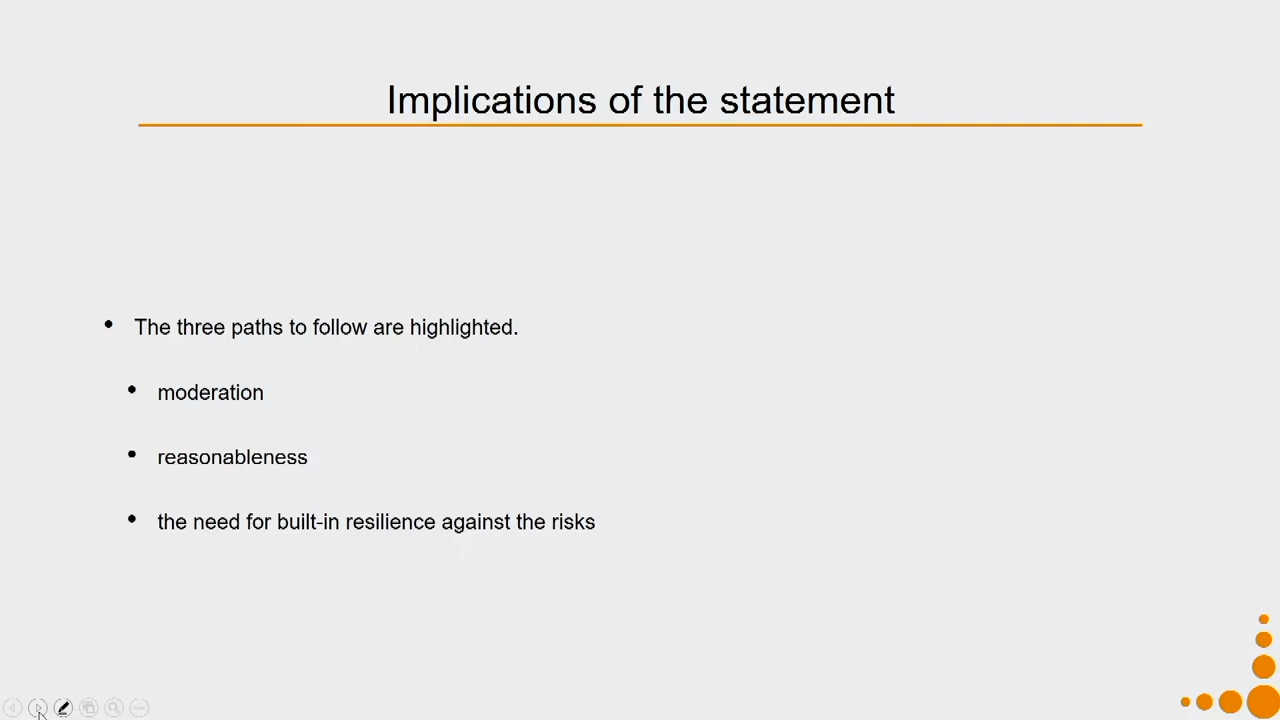 Implications of the statement
• The three paths to follow are highlighted.
• moderation
• reasonableness
• the need for built-in resilience against the risks